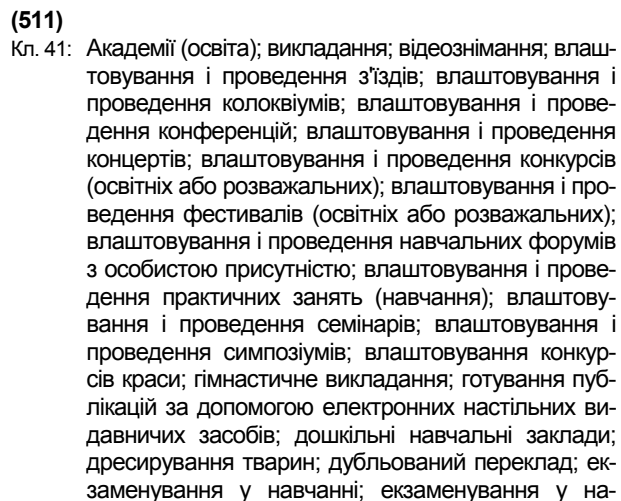 (511)
Кл. 41: Академії (освіта); викладання; відеознімання; влаш-
товування і проведення з'їздів; влаштовування і
проведення колоквіумів; влаштовування і прове-
дення конференцій; влаштовування і проведення
концертів; влаштовування і проведення конкурсів
(освітніх або розважальних); влаштовування і про-
ведення фестивалів (освітніх або розважальних);
влаштовування і проведення навчальних форумів
з особистою присутністю; влаштовування і прове-
дення практичних занять (навчання); влаштову-
вання і проведення семінарів; влаштовування і
проведення симпозіумів; влаштовування конкур-
сів краси; гімнастичне викладання; готування пуб-
лікацій за допомогою електронних настільних ви-
давничих засобів; дошкільні навчальні заклади;
дресирування тварин; дубльований переклад; ек-
заменування у навчанні; екзаменування у на-